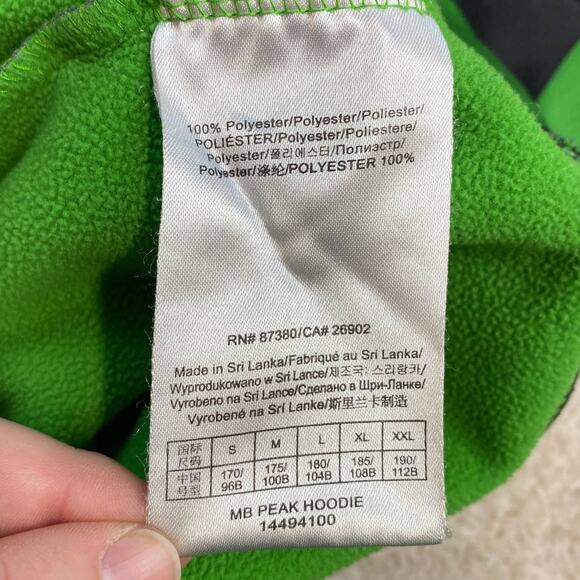 100% Polyester/Polyester/Poliester/
POLIÉSTER/Polyester/Poliestere/
Polyester/폴리에스터/Полиэстр/
Polyester/涤纶/POLYESTER 100%
RN# 87380/CA# 26902
Made in Sri Lanka/Fabriqué au Sri Lanka/
Wyprodukowano w Sri Lance/제조국: 스리랑카/
Vyrobeno na Srí Lance/Сделано в Шри-Ланке/
Vyrobené na Srí Lanke/斯里兰卡制造
国际尺码 S M L XL XXL
中国号型 170/96B 175/100B 180/104B 185/108B 190/112B
MB PEAK HOODIE
14494100